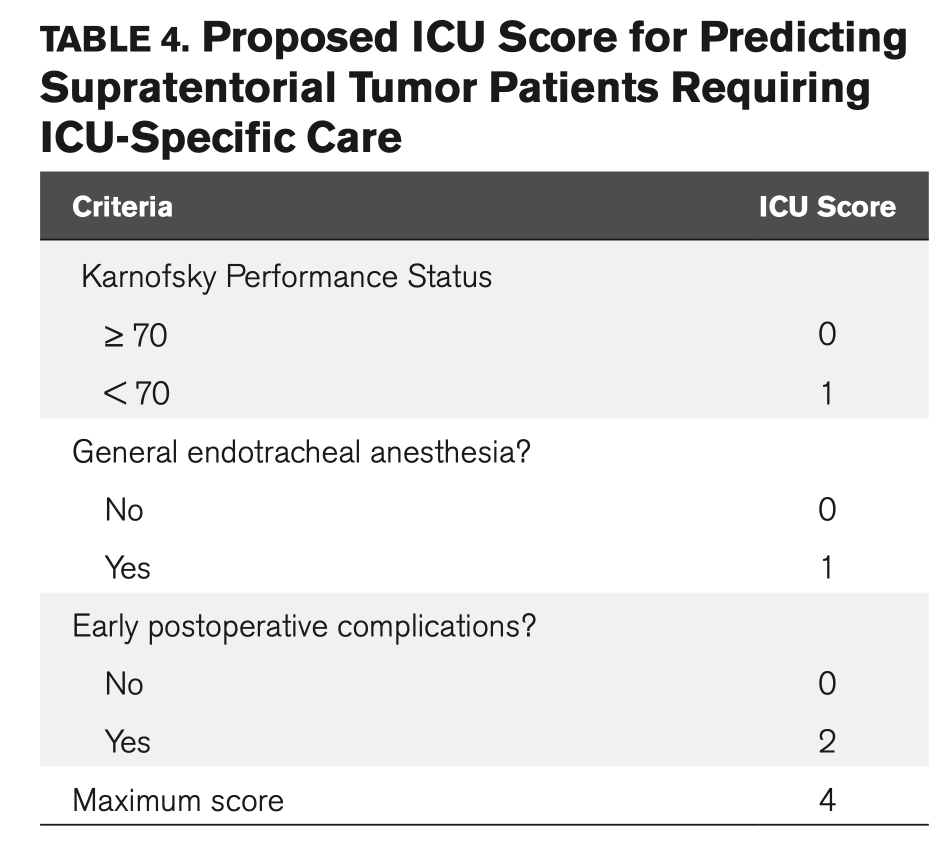 TABLE 4. Proposed ICU Score for Predicting
Supratentorial Tumor Patients Requiring
ICU-Specific Care
Criteria ICU Score
Karnofsky Performance Status
≥ 70 0
< 70 1
General endotracheal anesthesia?
No 0
Yes 1
Early postoperative complications?
No 0
Yes 2
Maximum score 4